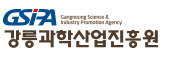 GSIPA Gangneung Science &
Industry Promotion Agency
강릉과학산업진흥원